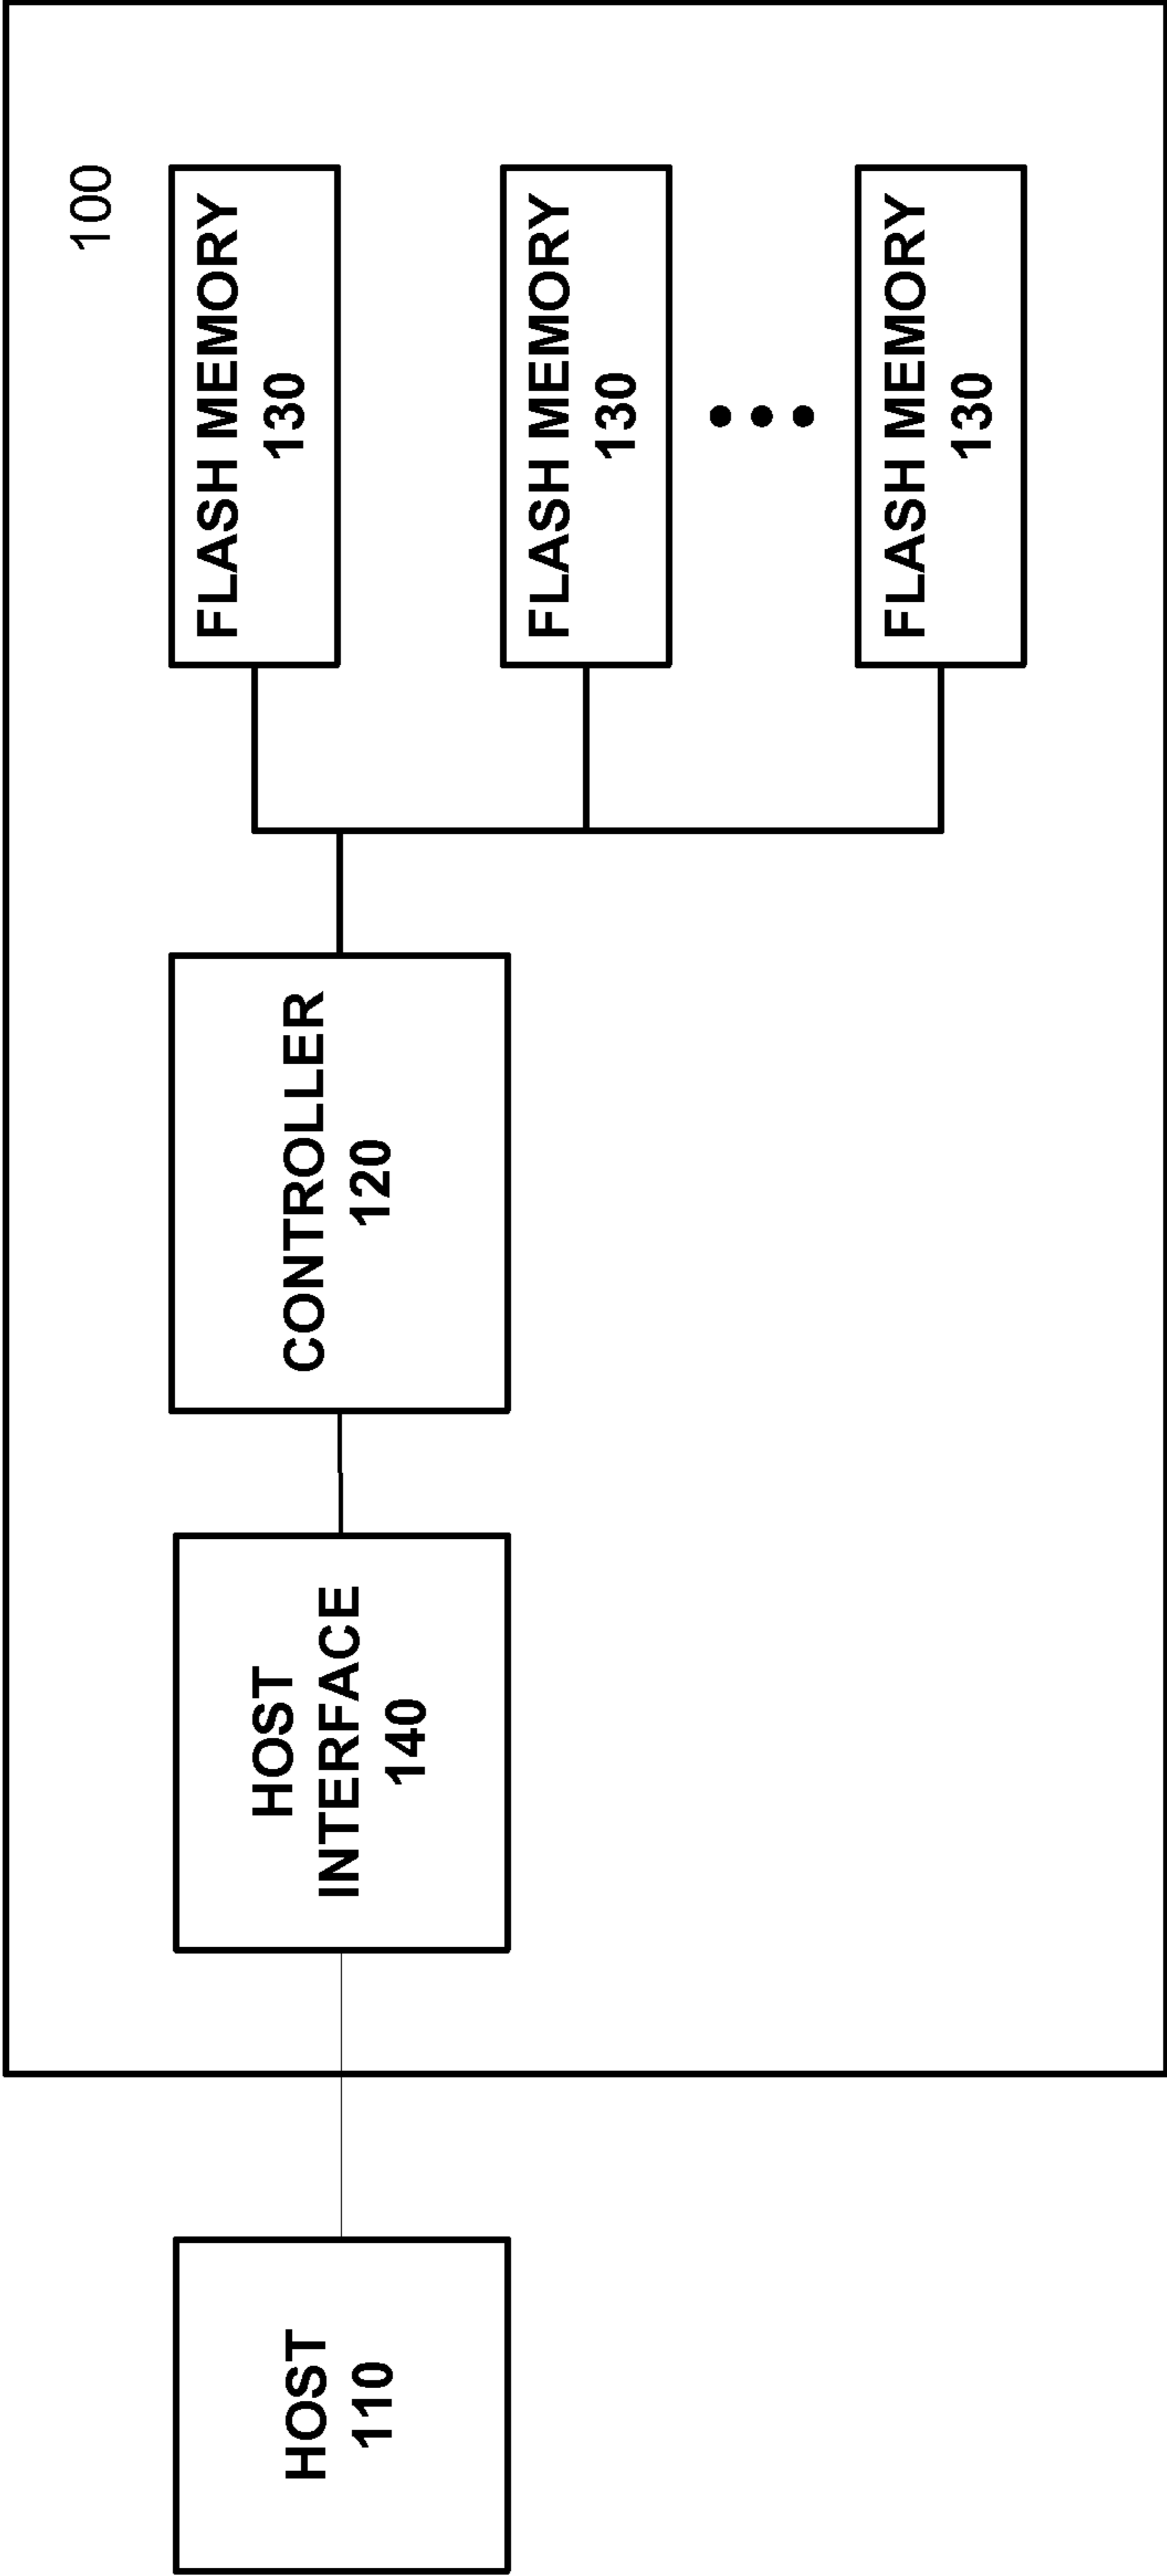 100
HOST
110
HOST
INTERFACE
140
CONTROLLER
120
FLASH MEMORY
130
FLASH MEMORY
130
FLASH MEMORY
130